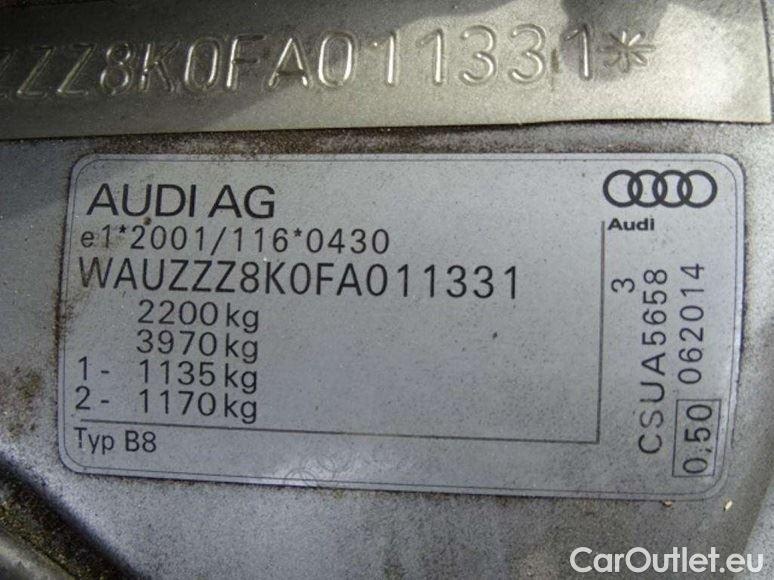 ZZZ8K0FA011331*
AUDI AG
e1*2001/116*0430
WAUZZZ8K0FA011331
2200 kg
3970 kg
1 - 1135 kg
2 - 1170 kg
Typ B8
Audi
3
CSUA5658
0,50 062014
CarOutlet.eu